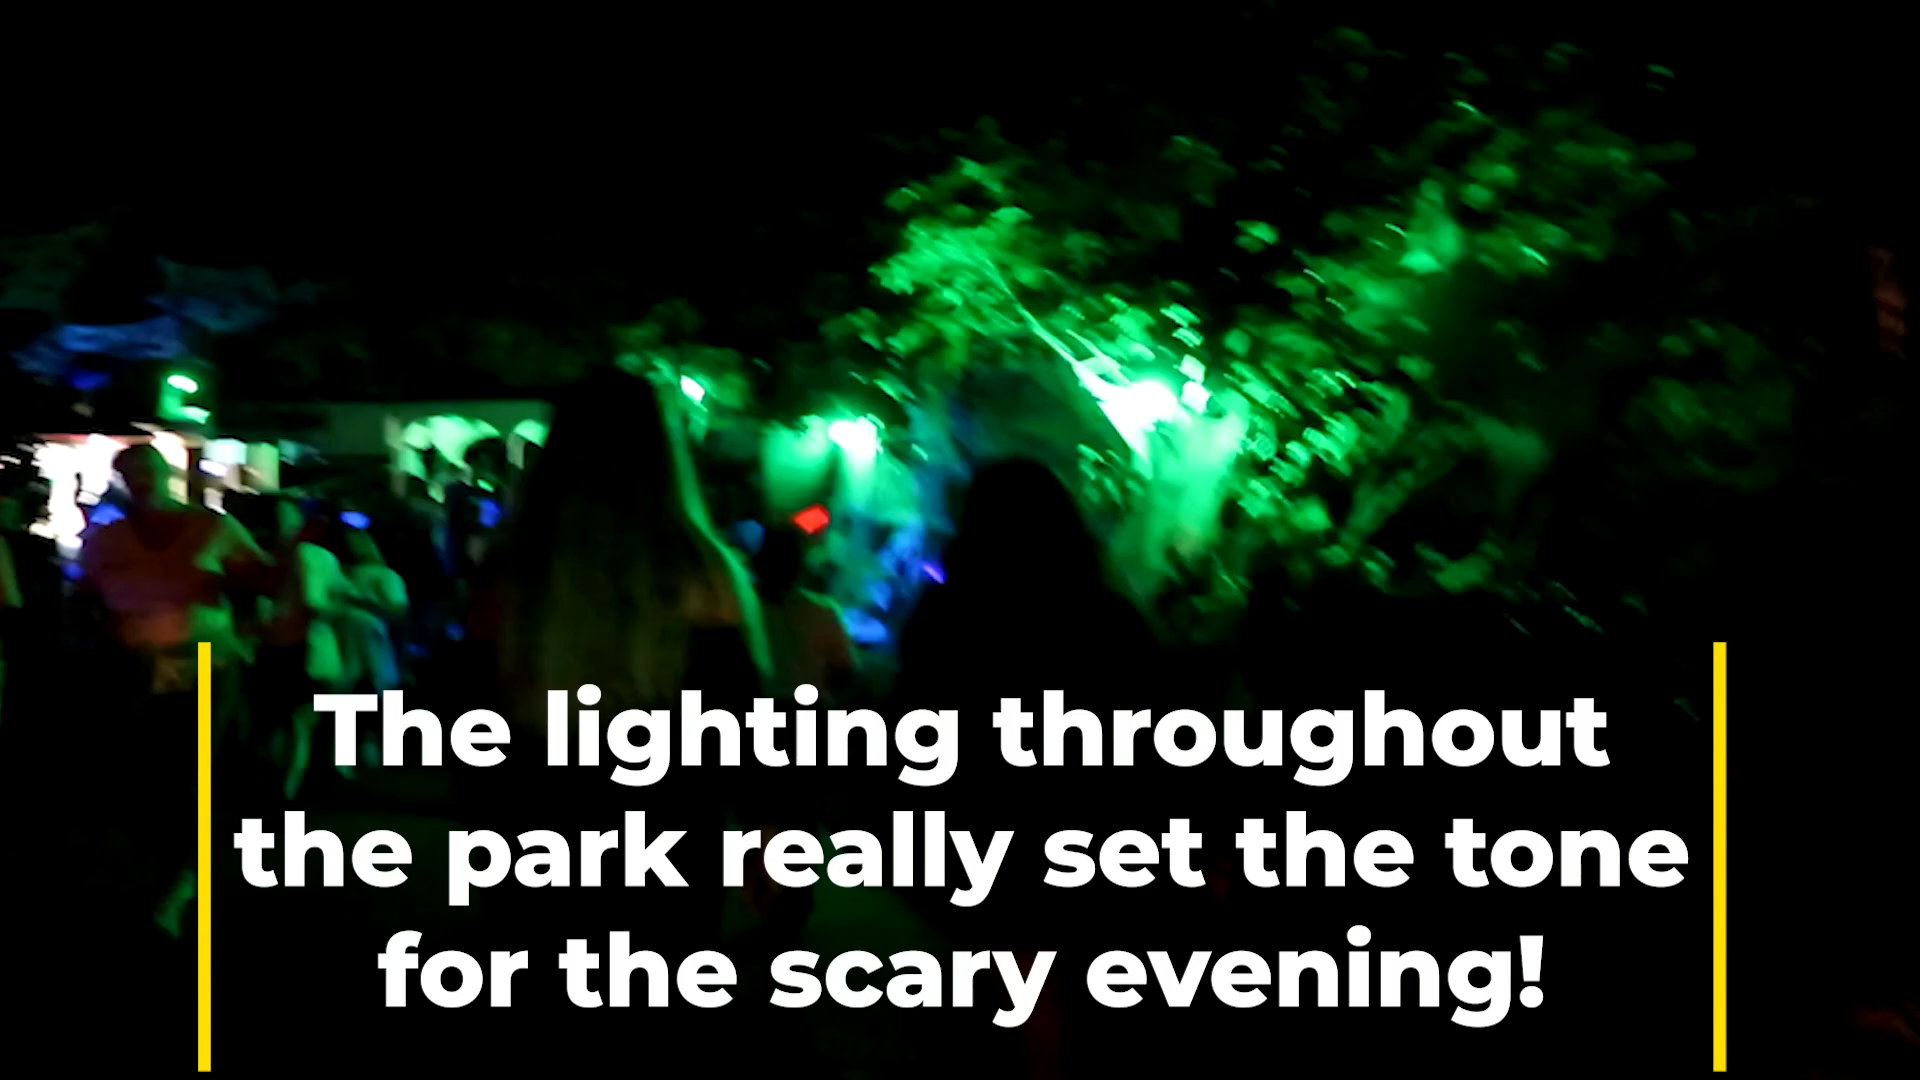 The lighting throughout
the park really set the tone
for the scary evening!